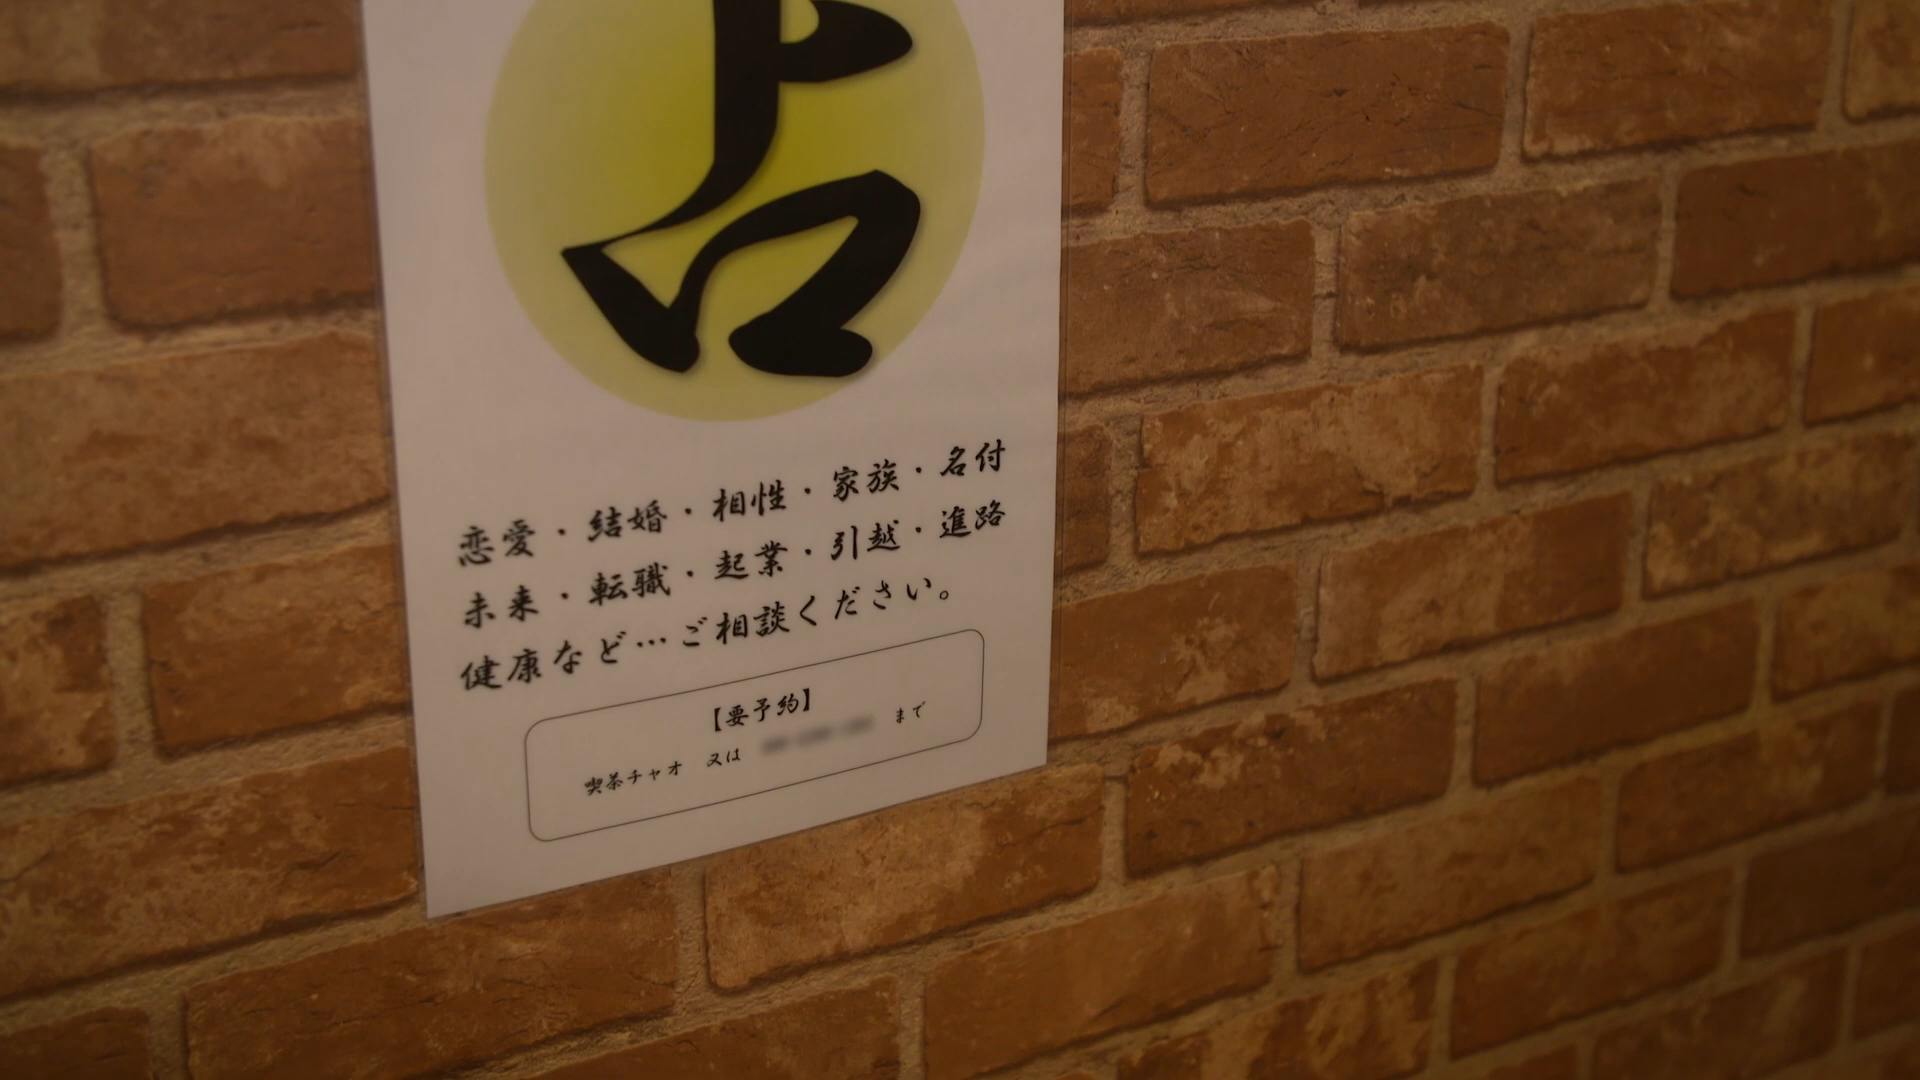 占
恋愛・結婚・相性・家族・名付
未来・転職・起業・引越・進路
健康など…ご相談ください。
【要予約】
喫茶チャオ 又は まで